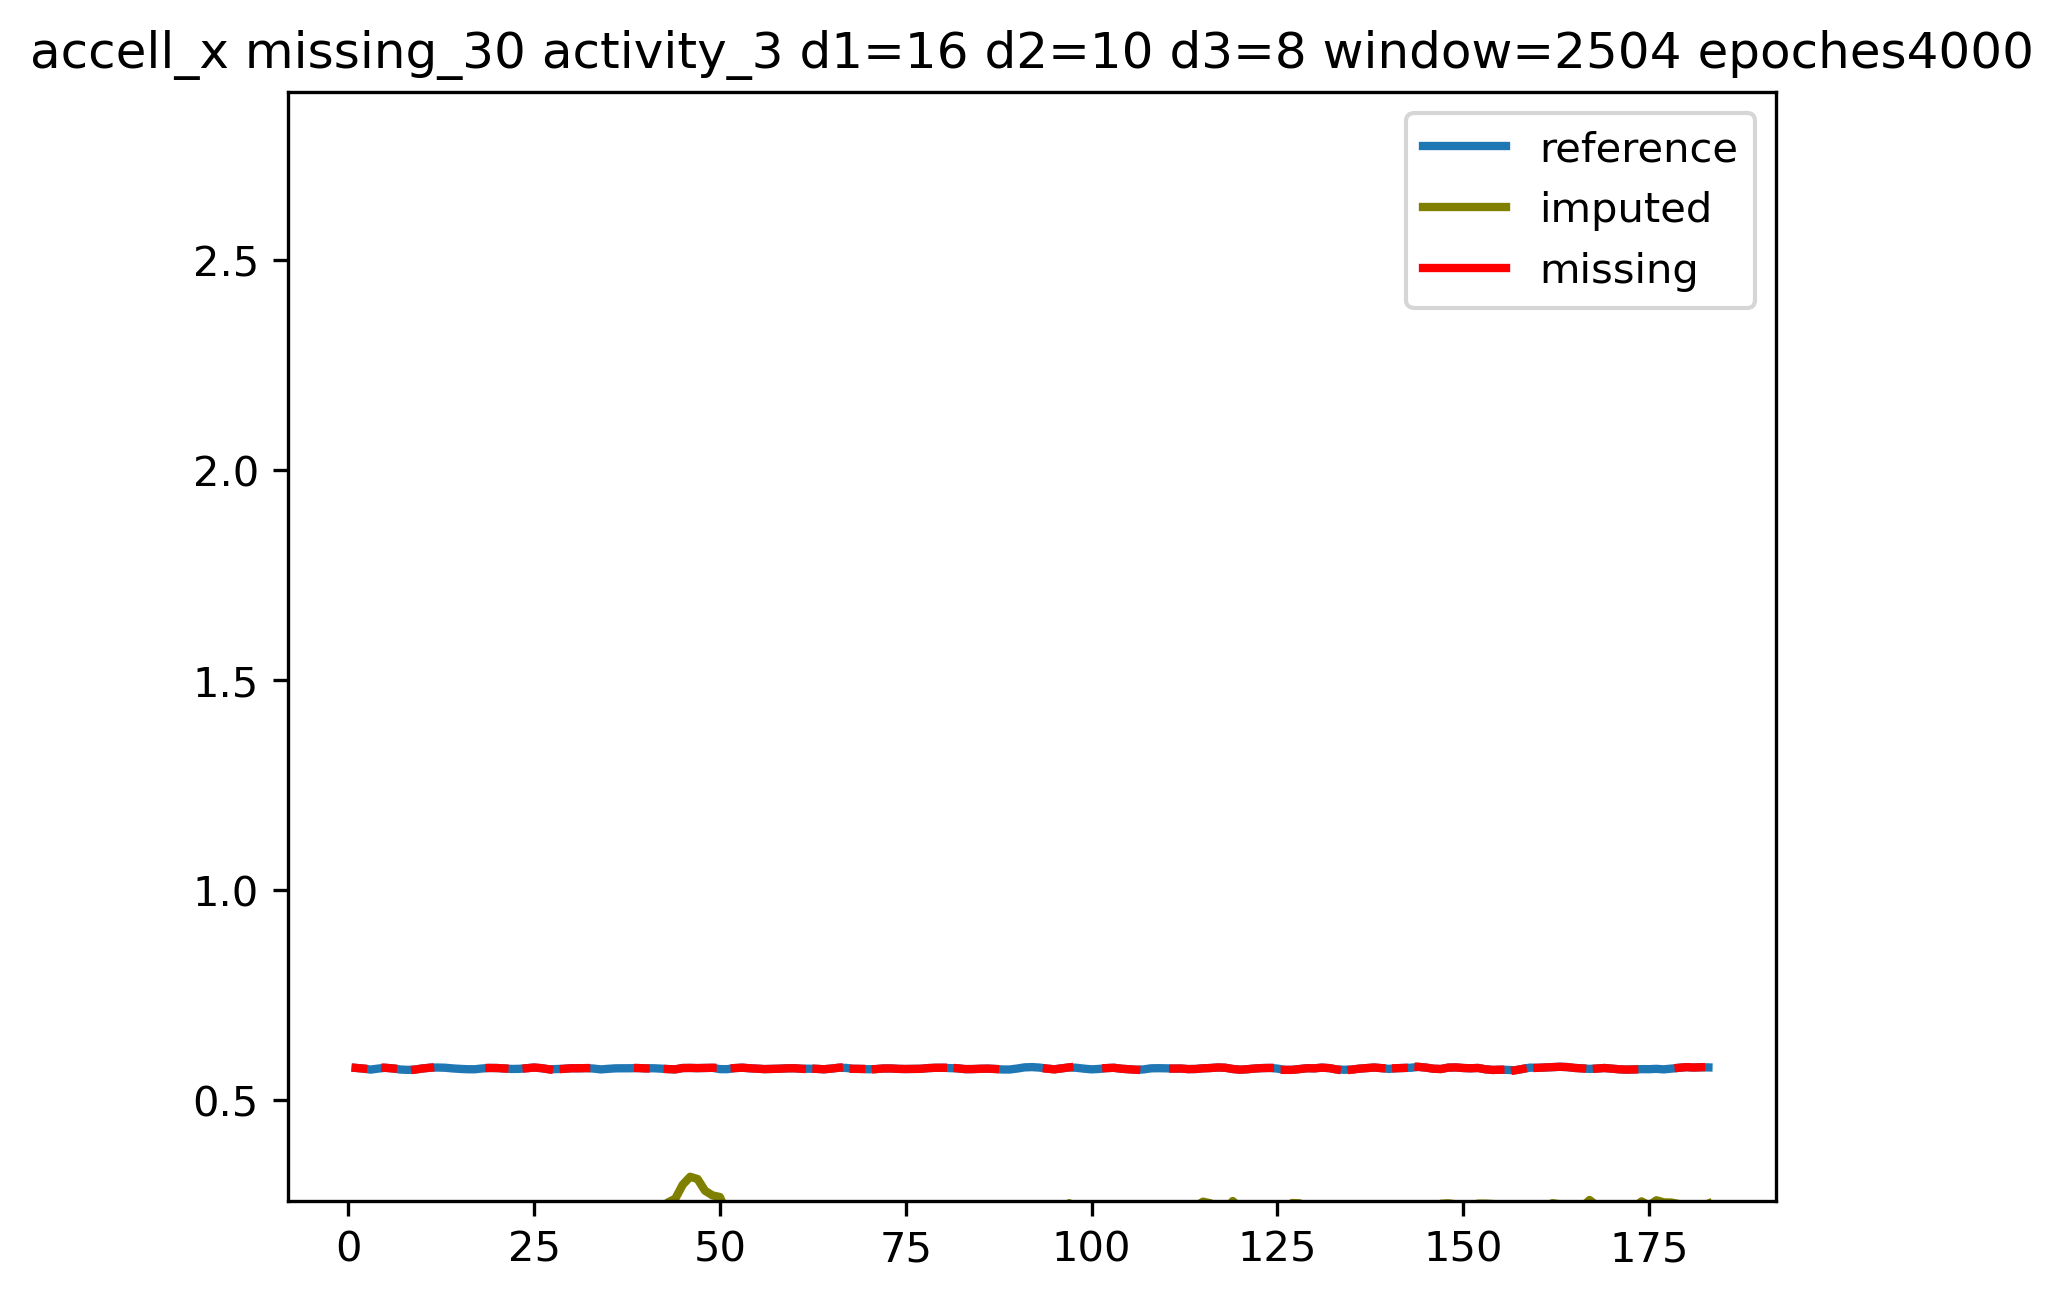 accell_x missing_30 activity_3 d1=16 d2=10 d3=8 window=2504 epoches4000
reference
imputed
missing
2.5
2.0
1.5
1.0
0.5
0 25 50 75 100 125 150 175